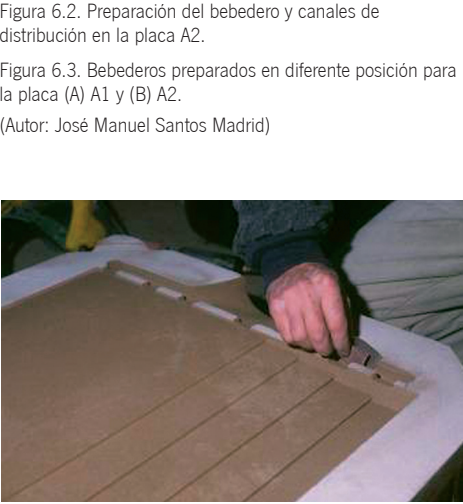 Figura 6.2. Preparación del bebedero y canales de
distribución en la placa A2.
Figura 6.3. Bebederos preparados en diferente posición para
la placa (A) A1 y (B) A2.
(Autor: José Manuel Santos Madrid)